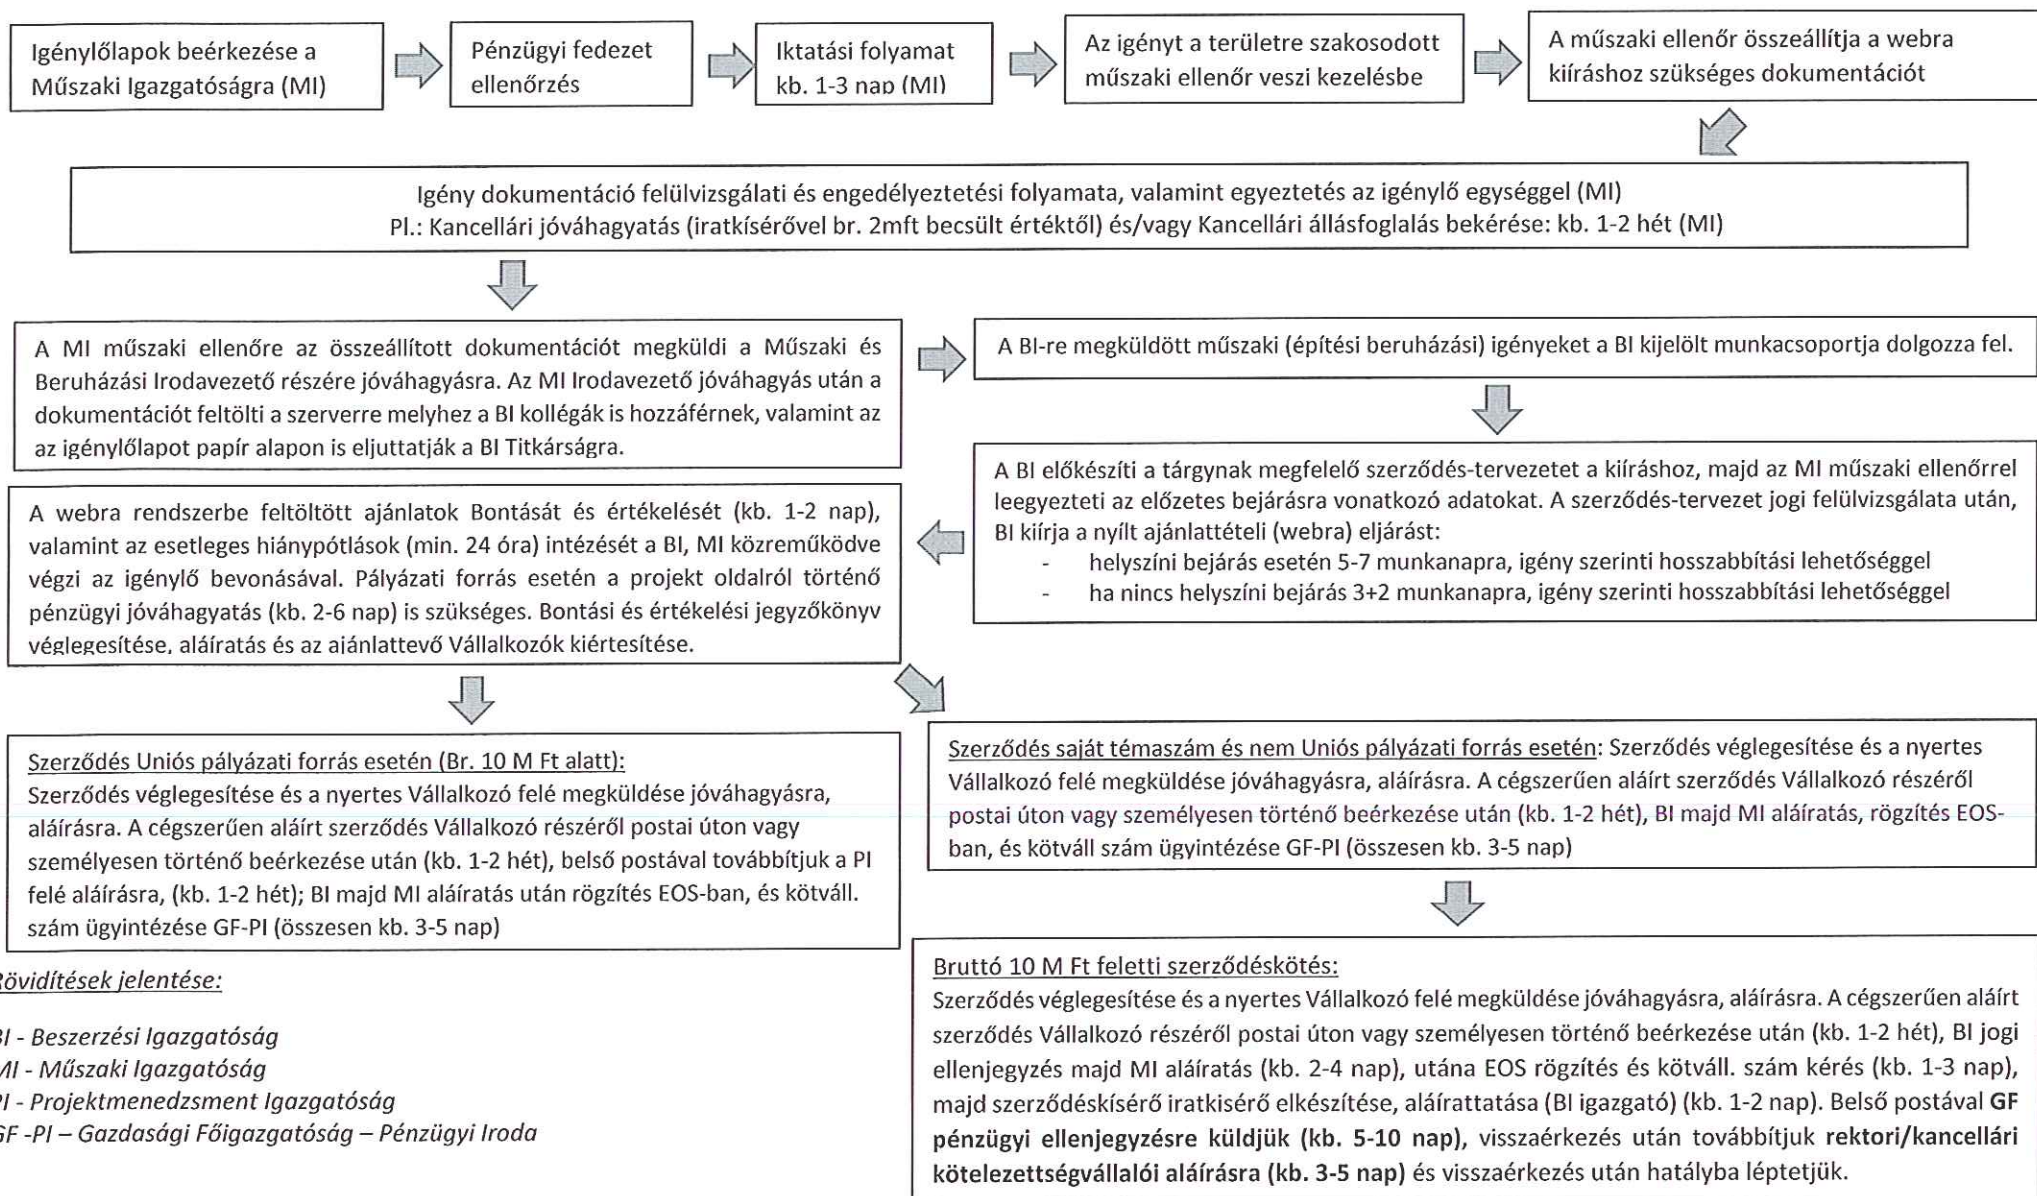 Igénylőlapok beérkezése a
Műszaki Igazgatóságra (MI)
Pénzügyi fedezet
ellenőrzés
Iktatási folyamat
kb. 1-3 nap (MI)
Az igényt a területre szakosodott
műszaki ellenőr veszi kezelésbe
A műszaki ellenőr összeállítja a webra
kiíráshoz szükséges dokumentációt
Igény dokumentáció felülvizsgálati és engedélyeztetési folyamata, valamint egyeztetés az igénylő egységgel (MI)
Pl.: Kancellári jóváhagyatás (iratkísérővel br. 2mft becsült értéktől) és/vagy Kancellári állásfoglalás bekérése: kb. 1-2 hét (MI)
A MI műszaki ellenőre az összeállított dokumentációt megküldi a Műszaki és
Beruházási Irodavezető részére jóváhagyásra. Az MI Irodavezető jóváhagyás után a
dokumentációt feltölti a szerverre melyhez a BI kollégák is hozzáférnek, valamint az
az igénylőlapot papír alapon is eljuttatják a BI Titkárságra.
A BI-re megküldött műszaki (építési beruházási) igényeket a BI kijelölt munkacsoportja dolgozza fel.
A BI előkészíti a tárgynak megfelelő szerződés-tervezetet a kiíráshoz, majd az MI műszaki ellenőrrel
leegyezteti az előzetes bejárásra vonatkozó adatokat. A szerződés-tervezet jogi felülvizsgálata után,
BI kiírja a nyílt ajánlattételi (webra) eljárást:
- helyszíni bejárás esetén 5-7 munkanapra, igény szerinti hosszabbítási lehetőséggel
- ha nincs helyszíni bejárás 3+2 munkanapra, igény szerinti hosszabbítási lehetőséggel
A webra rendszerbe feltöltött ajánlatok Bontását és értékelését (kb. 1-2 nap),
valamint az esetleges hiánypótlások (min. 24 óra) intézését a BI, MI közreműködve
végzi az igénylő bevonásával. Pályázati forrás esetén a projekt oldalról történő
pénzügyi jóváhagyatás (kb. 2-6 nap) is szükséges. Bontási és értékelési jegyzőkönyv
véglegesítése, aláíratás és az ajánlattevő Vállalkozók kiértesítése.
Szerződés Uniós pályázati forrás esetén (Br. 10 M Ft alatt):
Szerződés véglegesítése és a nyertes Vállalkozó felé megküldése jóváhagyásra,
aláírásra. A cégszerűen aláírt szerződés Vállalkozó részéről postai úton vagy
személyesen történő beérkezése után (kb. 1-2 hét), belső postával továbbítjuk a PI
felé aláírásra, (kb. 1-2 hét); BI majd MI aláíratás után rögzítés EOS-ban, és kötváll.
szám ügyintézése GF-PI (összesen kb. 3-5 nap)
Szerződés saját témaszám és nem Uniós pályázati forrás esetén: Szerződés véglegesítése és a nyertes
Vállalkozó felé megküldése jóváhagyásra, aláírásra. A cégszerűen aláírt szerződés Vállalkozó részéről
postai úton vagy személyesen történő beérkezése után (kb. 1-2 hét), BI majd MI aláíratás, rögzítés EOS-
ban, és kötváll szám ügyintézése GF-PI (összesen kb. 3-5 nap)
Bruttó 10 M Ft feletti szerződéskötés:
Szerződés véglegesítése és a nyertes Vállalkozó felé megküldése jóváhagyásra, aláírásra. A cégszerűen aláírt
szerződés Vállalkozó részéről postai úton vagy személyesen történő beérkezése után (kb. 1-2 hét), BI jogi
ellenjegyzés majd MI aláíratás (kb. 2-4 nap), utána EOS rögzítés és kötváll. szám kérés (kb. 1-3 nap),
majd szerződéskísérő iratkisérő elkészítése, aláírattatása (BI igazgató) (kb. 1-2 nap). Belső postával GF
pénzügyi ellenjegyzésre küldjük (kb. 5-10 nap), visszaérkezés után továbbítjuk rektori/kancellári
kötelezettségvállalói aláírásra (kb. 3-5 nap) és visszaérkezés után hatályba léptetjük.
Rövidítések jelentése:
BI - Beszerzési Igazgatóság
MI - Műszaki Igazgatóság
PI - Projektmenedzsment Igazgatóság
GF -PI – Gazdasági Főigazgatóság – Pénzügyi Iroda